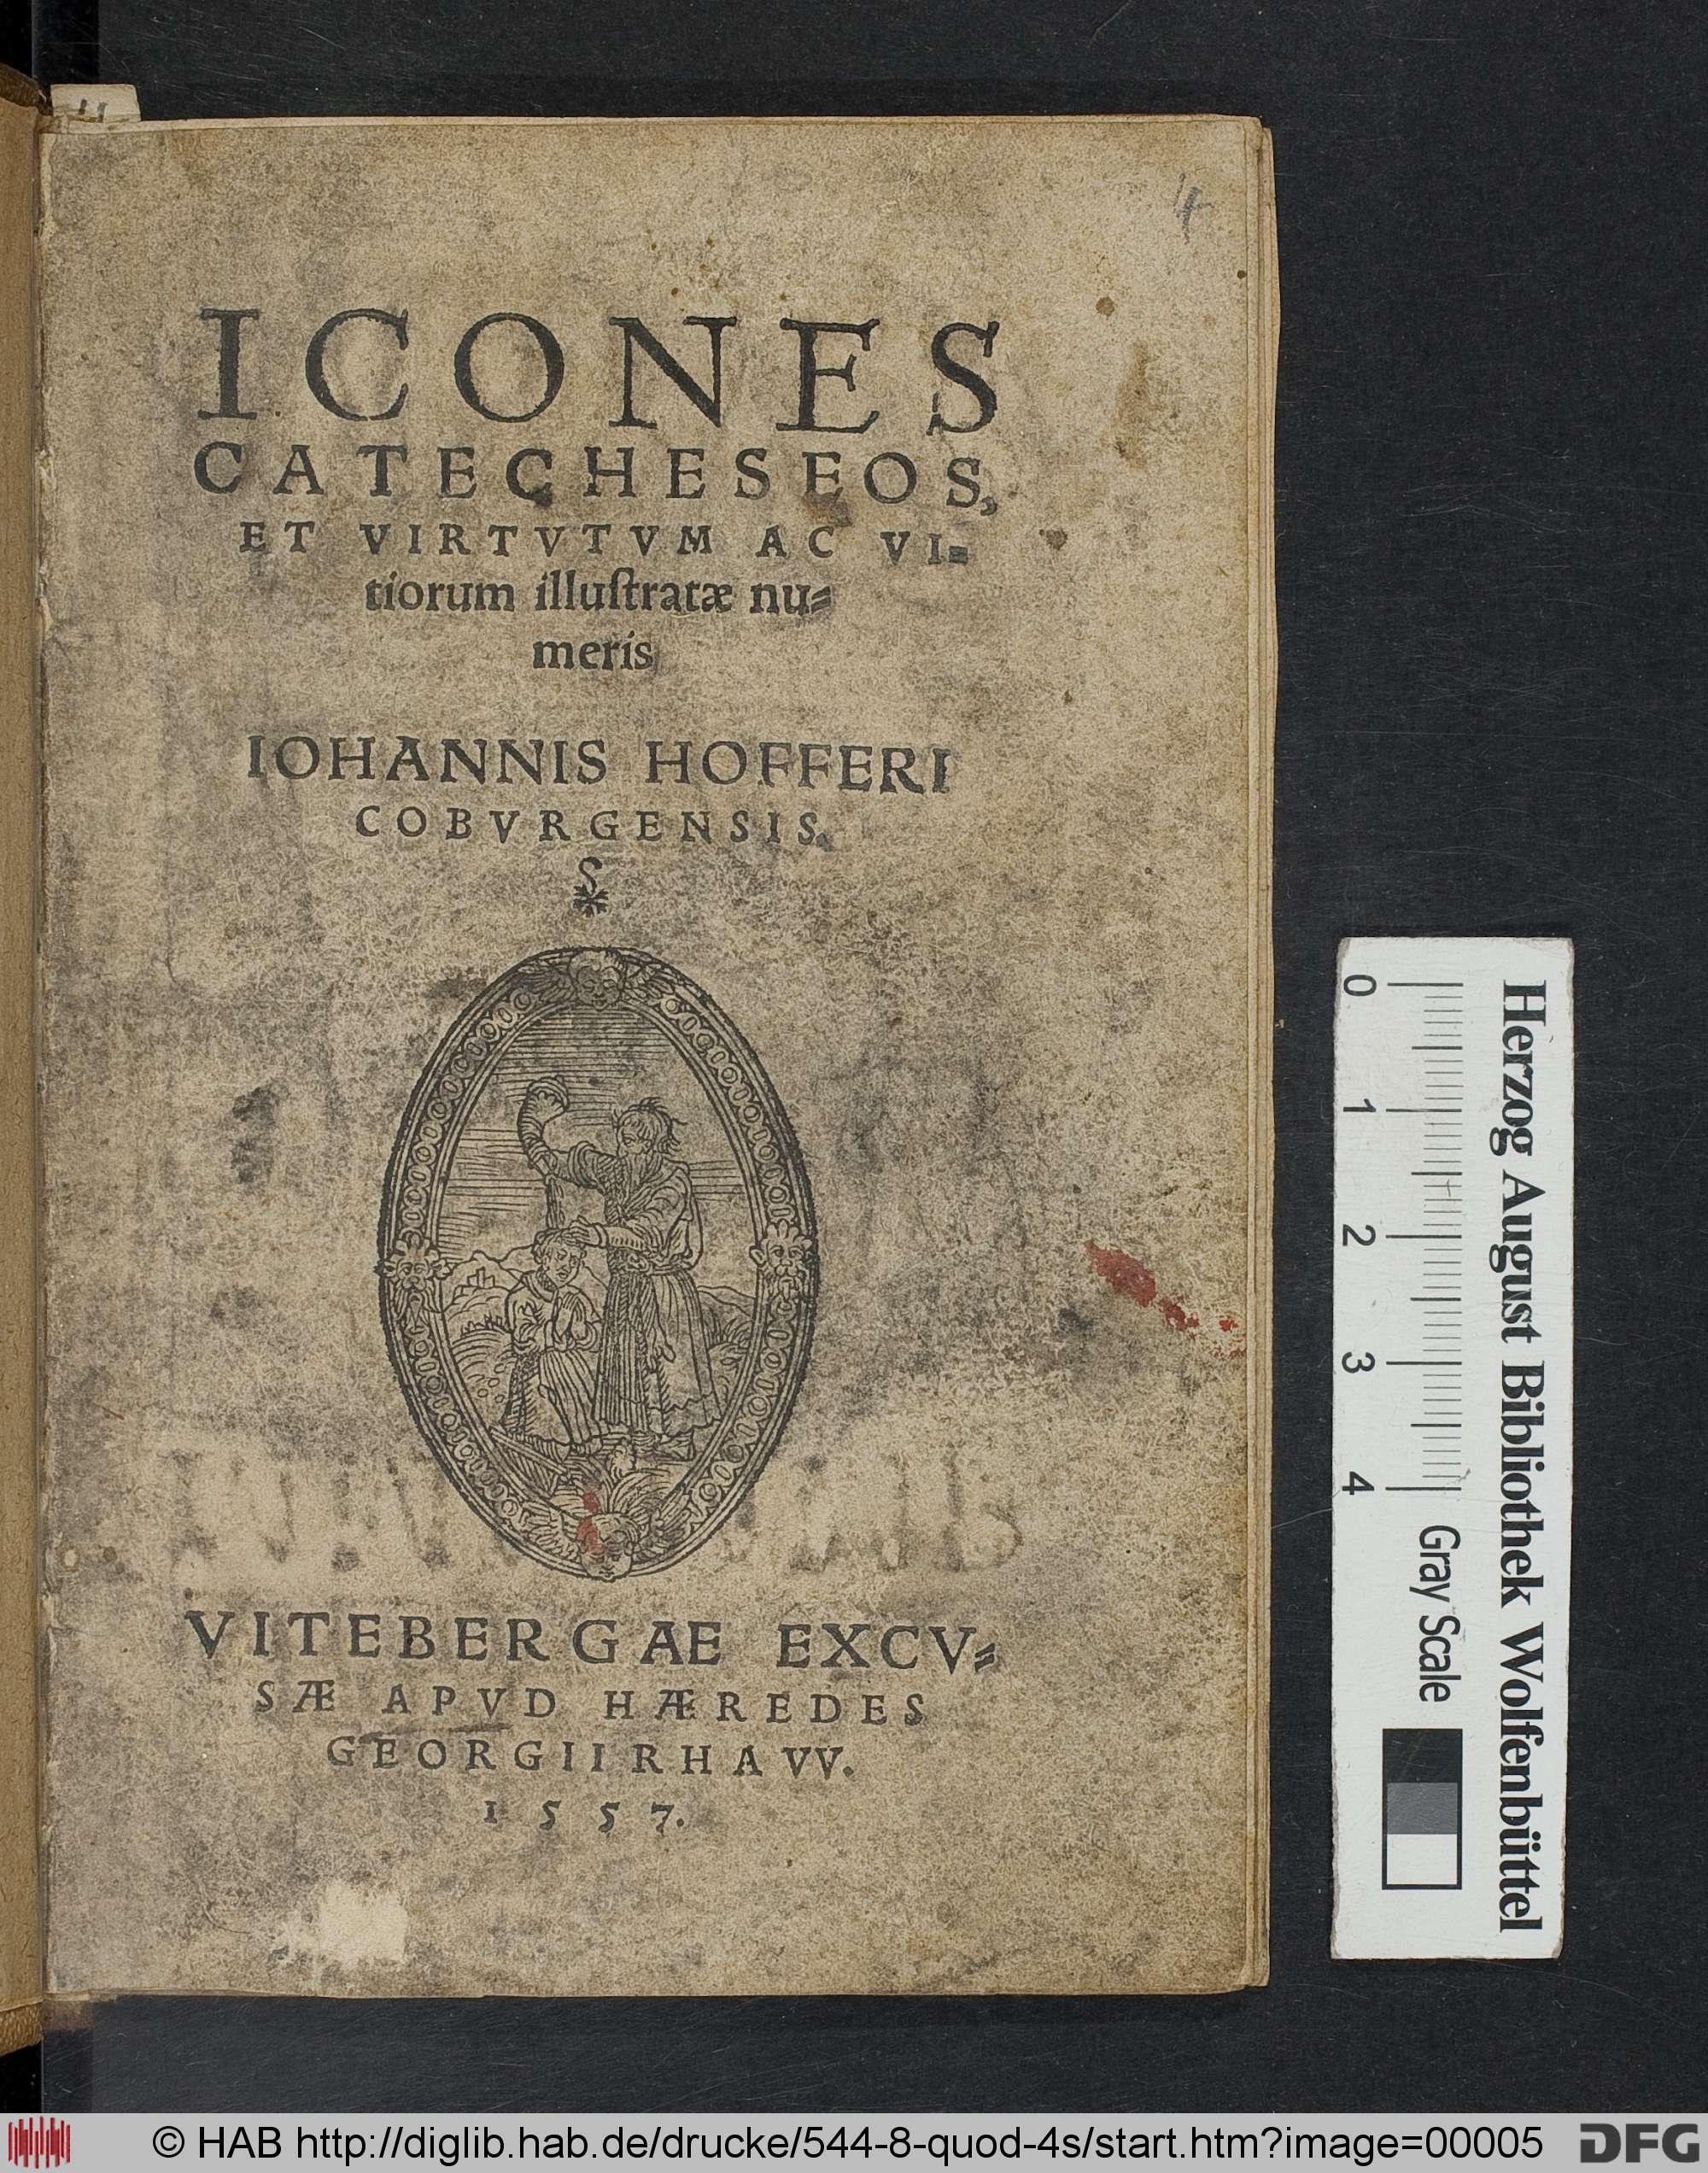 4
ICONES
CATECHESEOS,
ET VIRTVTVM AC VI=
tiorum illuſtratæ nu=
meris
IOHANNIS HOFFERI
COBVRGENSIS.
VITEBERGAE EXCV=
SÆ APVD HÆREDES
GEORGII RHAVV.
1557.
Herzog August Bibliothek Wolfenbüttel
0 1 2 3 4 Gray Scale
© HAB http://diglib.hab.de/drucke/544-8-quod-4s/start.htm?image=00005
DFG